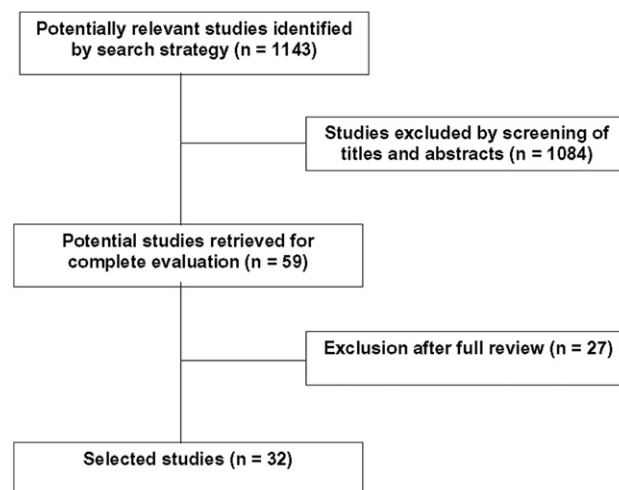 Potentially relevant studies identified
by search strategy (n = 1143)
Studies excluded by screening of
titles and abstracts (n = 1084)
Potential studies retrieved for
complete evaluation (n = 59)
Exclusion after full review (n = 27)
Selected studies (n = 32)